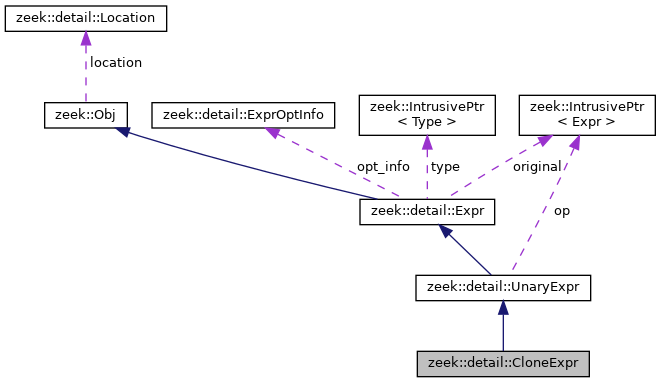 zeek::detail::Location
location
zeek::Obj
zeek::detail::ExprOptInfo
zeek::IntrusivePtr
< Type >
zeek::IntrusivePtr
< Expr >
opt_info
type
original
zeek::detail::Expr
op
zeek::detail::UnaryExpr
zeek::detail::CloneExpr